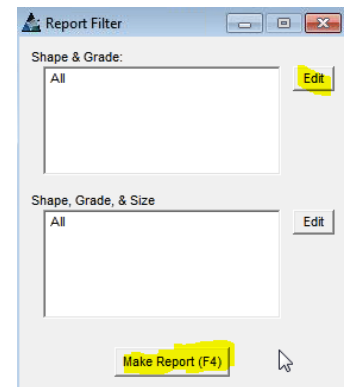 Report Filter
Shape & Grade:
All
Edit
Shape, Grade, & Size
All
Edit
Make Report (F4)